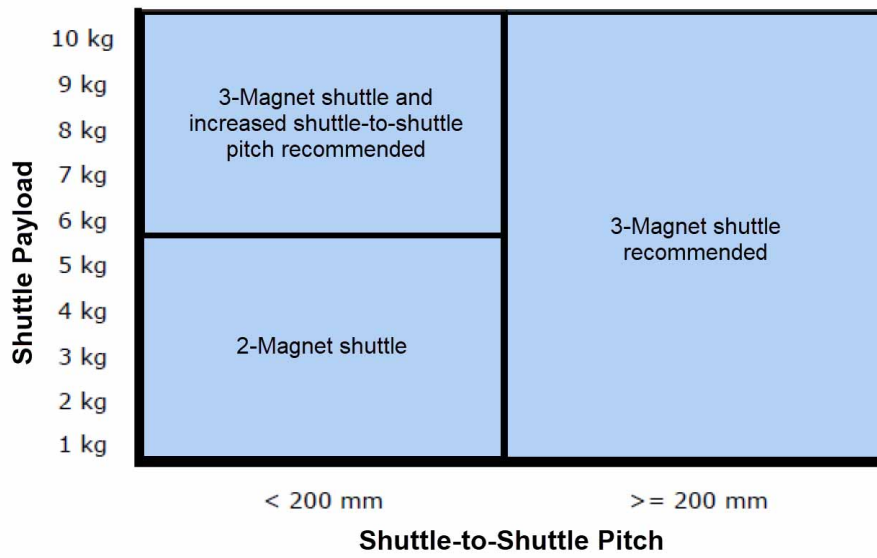 10 kg
9 kg
8 kg
7 kg
6 kg
5 kg
4 kg
3 kg
2 kg
1 kg
Shuttle Payload
3-Magnet shuttle and
increased shuttle-to-shuttle
pitch recommended
2-Magnet shuttle
3-Magnet shuttle
recommended
< 200 mm
>= 200 mm
Shuttle-to-Shuttle Pitch